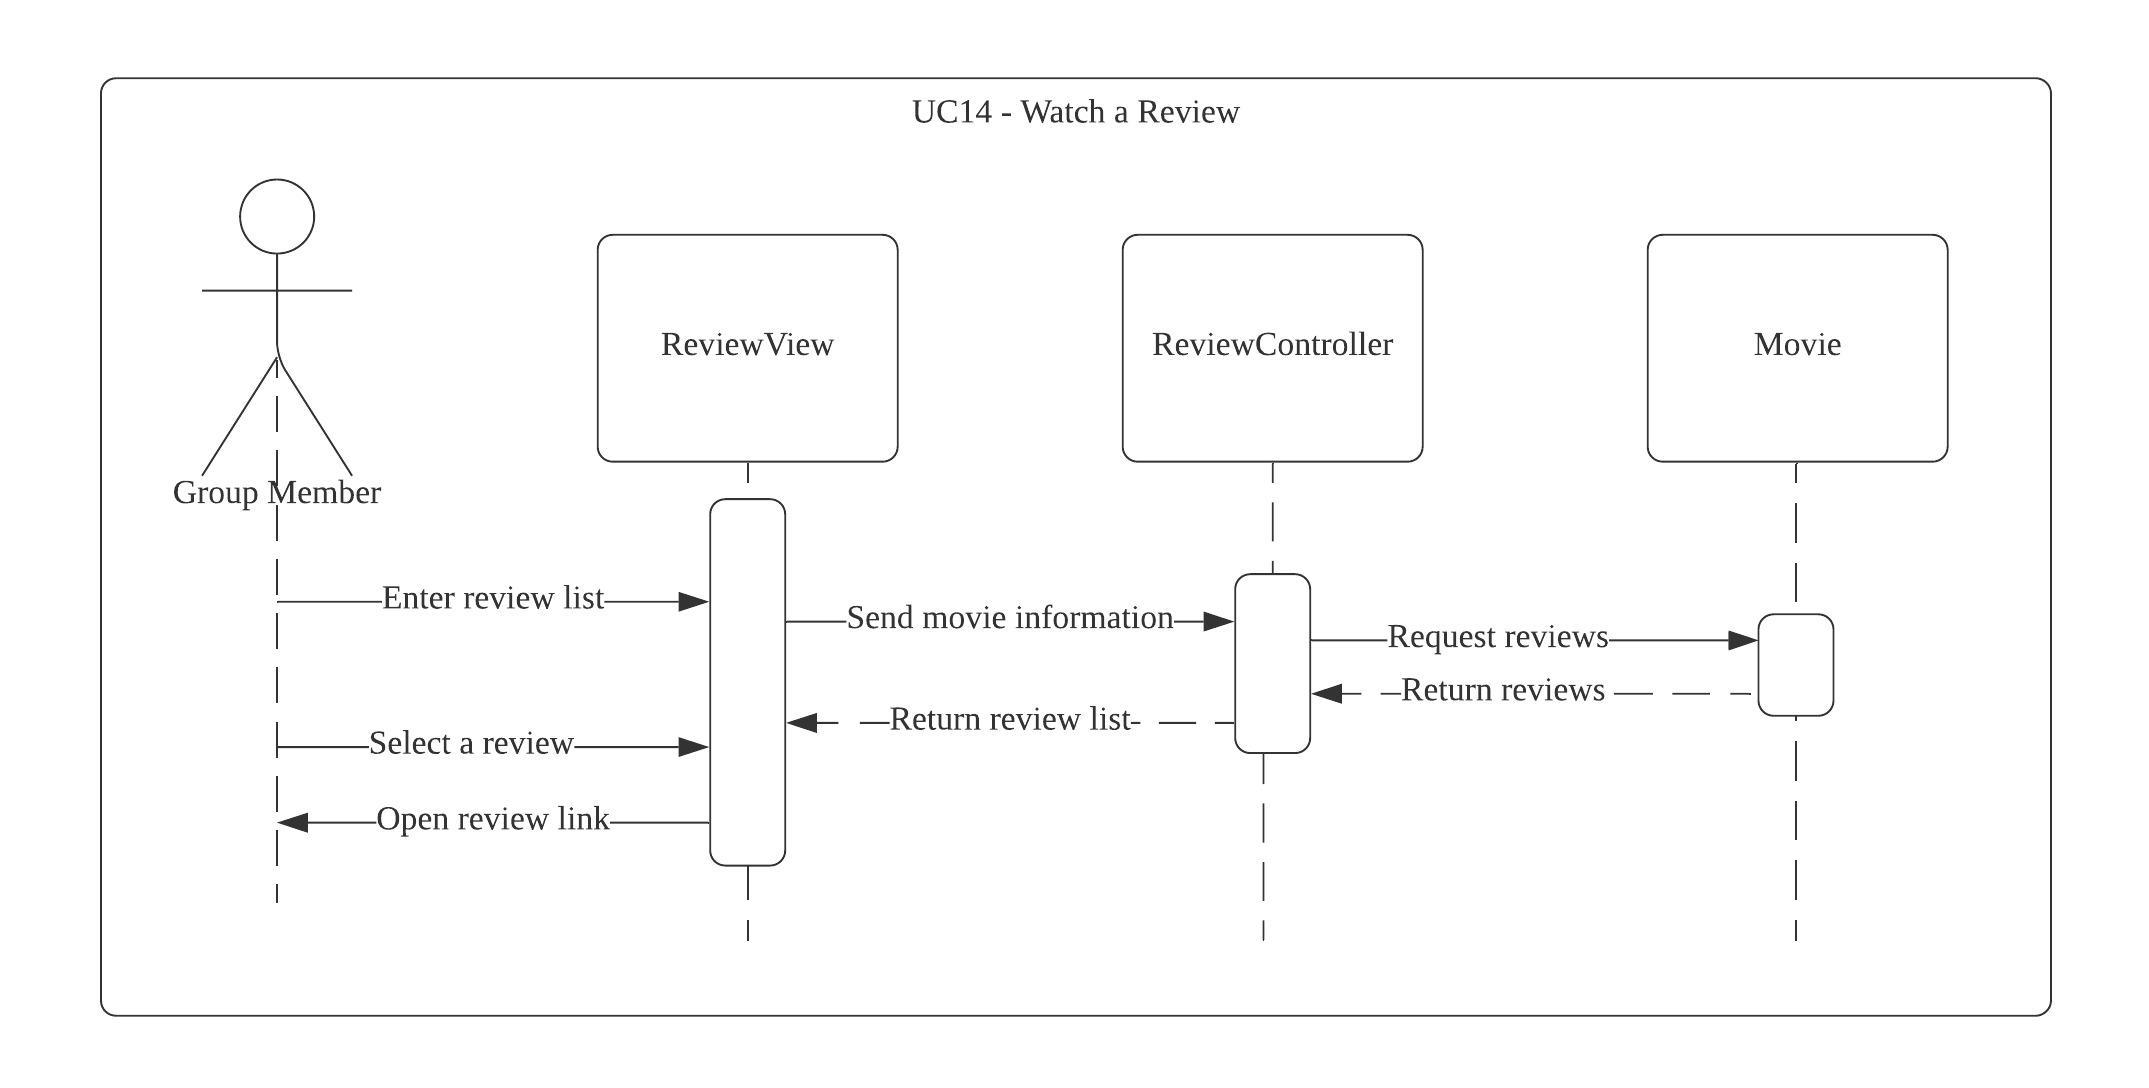 UC14 - Watch a Review
ReviewView
ReviewController
Movie
Group Member
Enter review list
Send movie information
Request reviews
Return reviews
Return review list
Select a review
Open review link